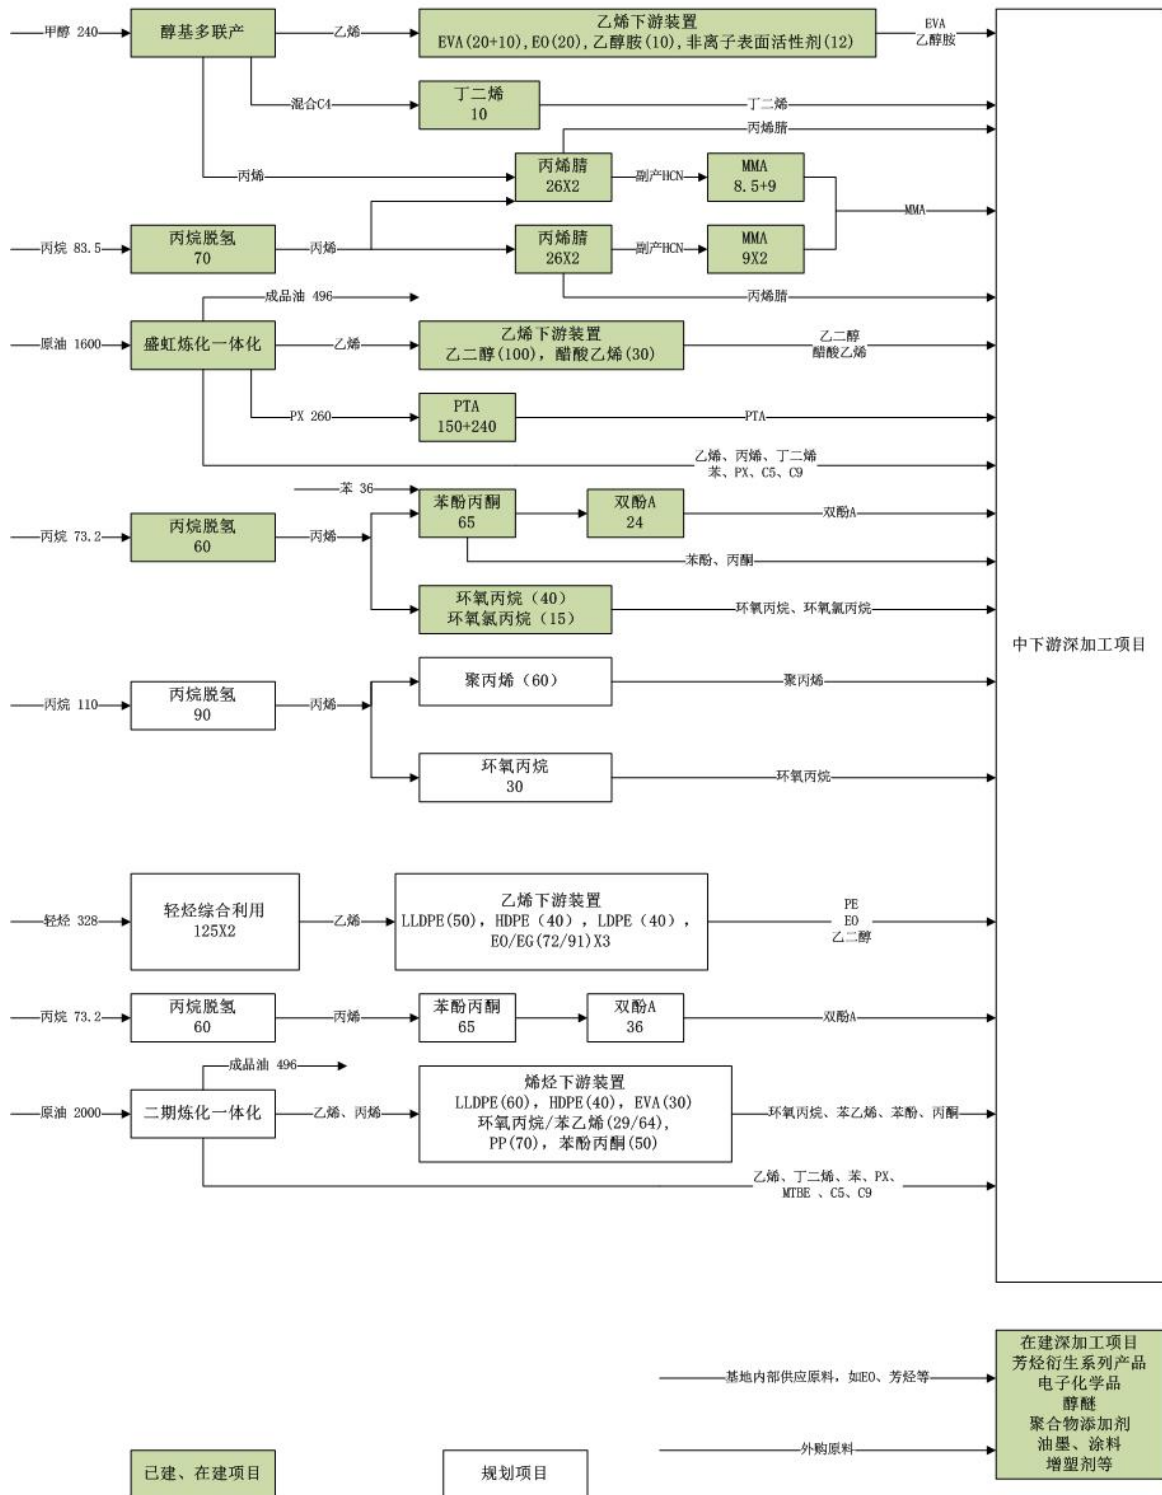 甲醇 240
醇基多联产
乙烯
乙烯下游装置
EVA(20+10),EO(20),乙醇胺(10),非离子表面活性剂(12)
EVA
乙醇胺
混合C4
丁二烯
10
丁二烯
丙烯腈
丙烯
丙烯腈
26X2
副产HCN
MMA
8.5+9
MMA
丙烷 83.5
丙烷脱氢
70
丙烯
丙烯腈
26X2
副产HCN
MMA
9X2
丙烯腈
成品油 496
原油 1600
盛虹炼化一体化
乙烯
乙烯下游装置
乙二醇(100),醋酸乙烯(30)
乙二醇
醋酸乙烯
PX 260
PTA
150+240
PTA
乙烯、丙烯、丁二烯
苯、PX、C5、C9
苯 36
丙烷 73.2
丙烷脱氢
60
丙烯
苯酚丙酮
65
双酚A
24
双酚A
苯酚、丙酮
环氧丙烷(40)
环氧氯丙烷(15)
环氧丙烷、环氧氯丙烷
中下游深加工项目
丙烷 110
丙烷脱氢
90
丙烯
聚丙烯(60)
聚丙烯
环氧丙烷
30
环氧丙烷
轻烃 328
轻烃综合利用
125X2
乙烯
乙烯下游装置
LLDPE(50),HDPE(40),LDPE(40),
EO/EG(72/91)X3
PE
EO
乙二醇
丙烷 73.2
丙烷脱氢
60
丙烯
苯酚丙酮
65
双酚A
36
双酚A
成品油 496
原油 2000
二期炼化一体化
乙烯、丙烯
烯烃下游装置
LLDPE(60),HDPE(40),EVA(30)
环氧丙烷/苯乙烯(29/64),
PP(70),苯酚丙酮(50)
环氧丙烷、苯乙烯、苯酚、丙酮
乙烯、丁二烯、苯、PX、
MTBE 、C5、C9
基地内部供应原料,如EO、芳烃等
外购原料
在建深加工项目
芳烃衍生系列产品
电子化学品
醇醚
聚合物添加剂
油墨、涂料
增塑剂等
已建、在建项目
规划项目